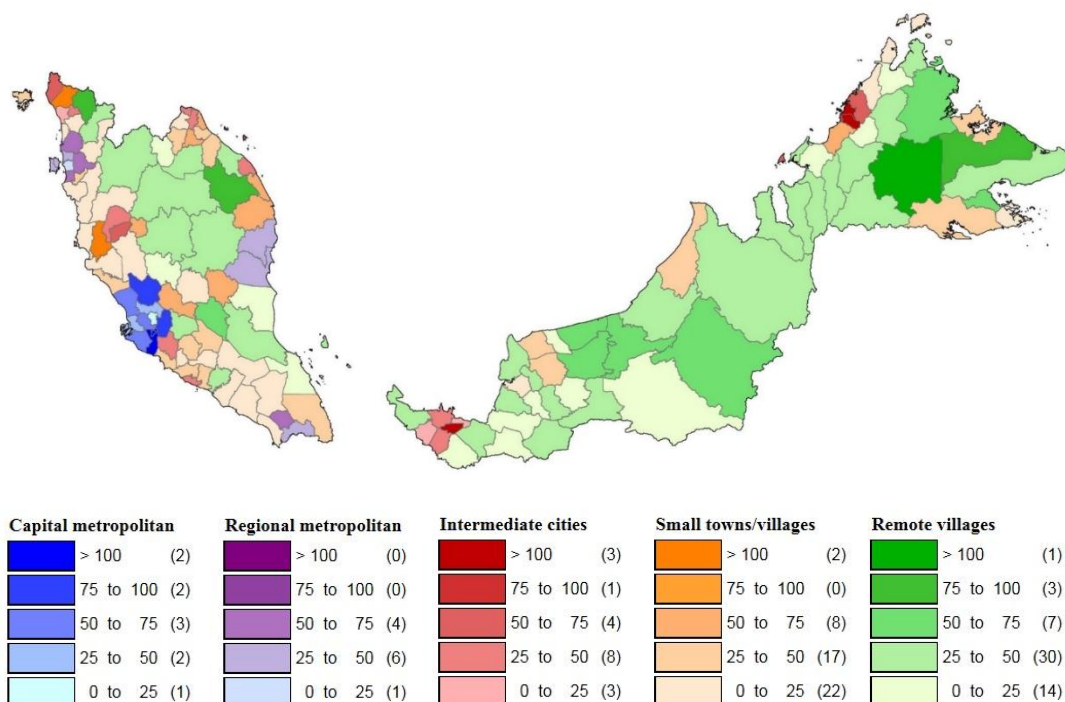 Capital metropolitan
> 100 (2)
75 to 100 (2)
50 to 75 (3)
25 to 50 (2)
0 to 25 (1)
Regional metropolitan
> 100 (0)
75 to 100 (0)
50 to 75 (4)
25 to 50 (6)
0 to 25 (1)
Intermediate cities
> 100 (3)
75 to 100 (1)
50 to 75 (4)
25 to 50 (8)
0 to 25 (3)
Small towns/villages
> 100 (2)
75 to 100 (0)
50 to 75 (8)
25 to 50 (17)
0 to 25 (22)
Remote villages
> 100 (1)
75 to 100 (3)
50 to 75 (7)
25 to 50 (30)
0 to 25 (14)